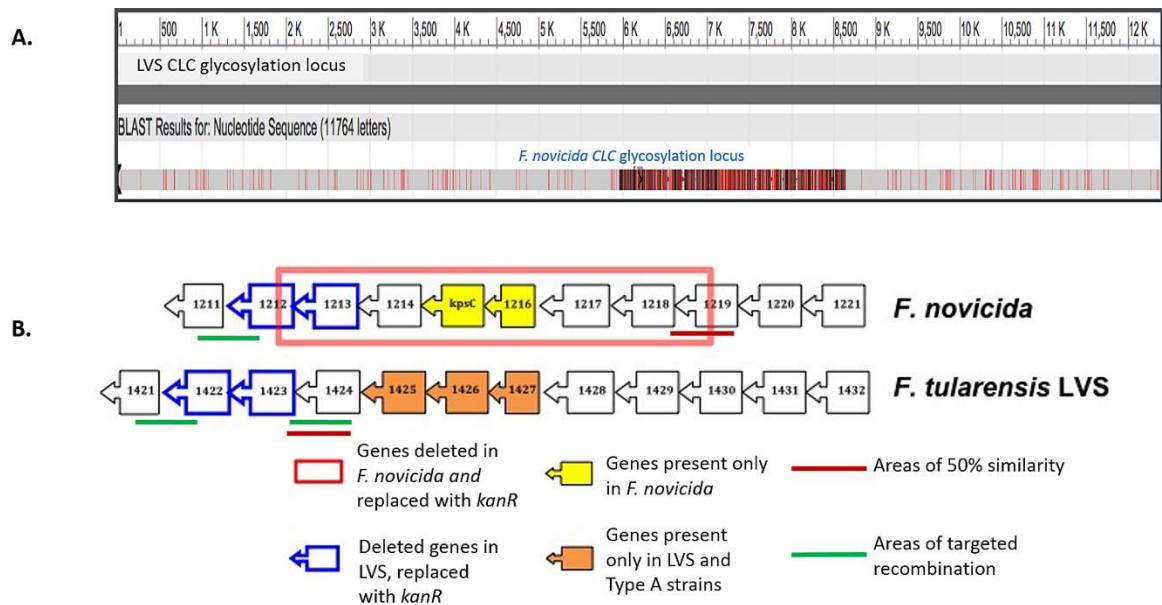 A.
1 500 1 K 1,500 2 K 2,500 3 K 3,500 4 K 4,500 5 K 5,500 6 K 6,500 7 K 7,500 8 K 8,500 9 K 9,500 10 K 10,500 11 K 11,500 12 K
LVS CLC glycosylation locus
BLAST Results for: Nucleotide Sequence (11764 letters)
F. novicida CLC glycosylation locus
B.
1211 1212 1213 1214 kpsC 1216 1217 1218 1219 1220 1221
F. novicida
1421 1422 1423 1424 1425 1426 1427 1428 1429 1430 1431 1432
F. tularensis LVS
Genes deleted in
F. novicida and
replaced with kanR
Genes present only
in F. novicida
Areas of 50% similarity
Deleted genes in
LVS, replaced
with kanR
Genes present
only in LVS and
Type A strains
Areas of targeted
recombination